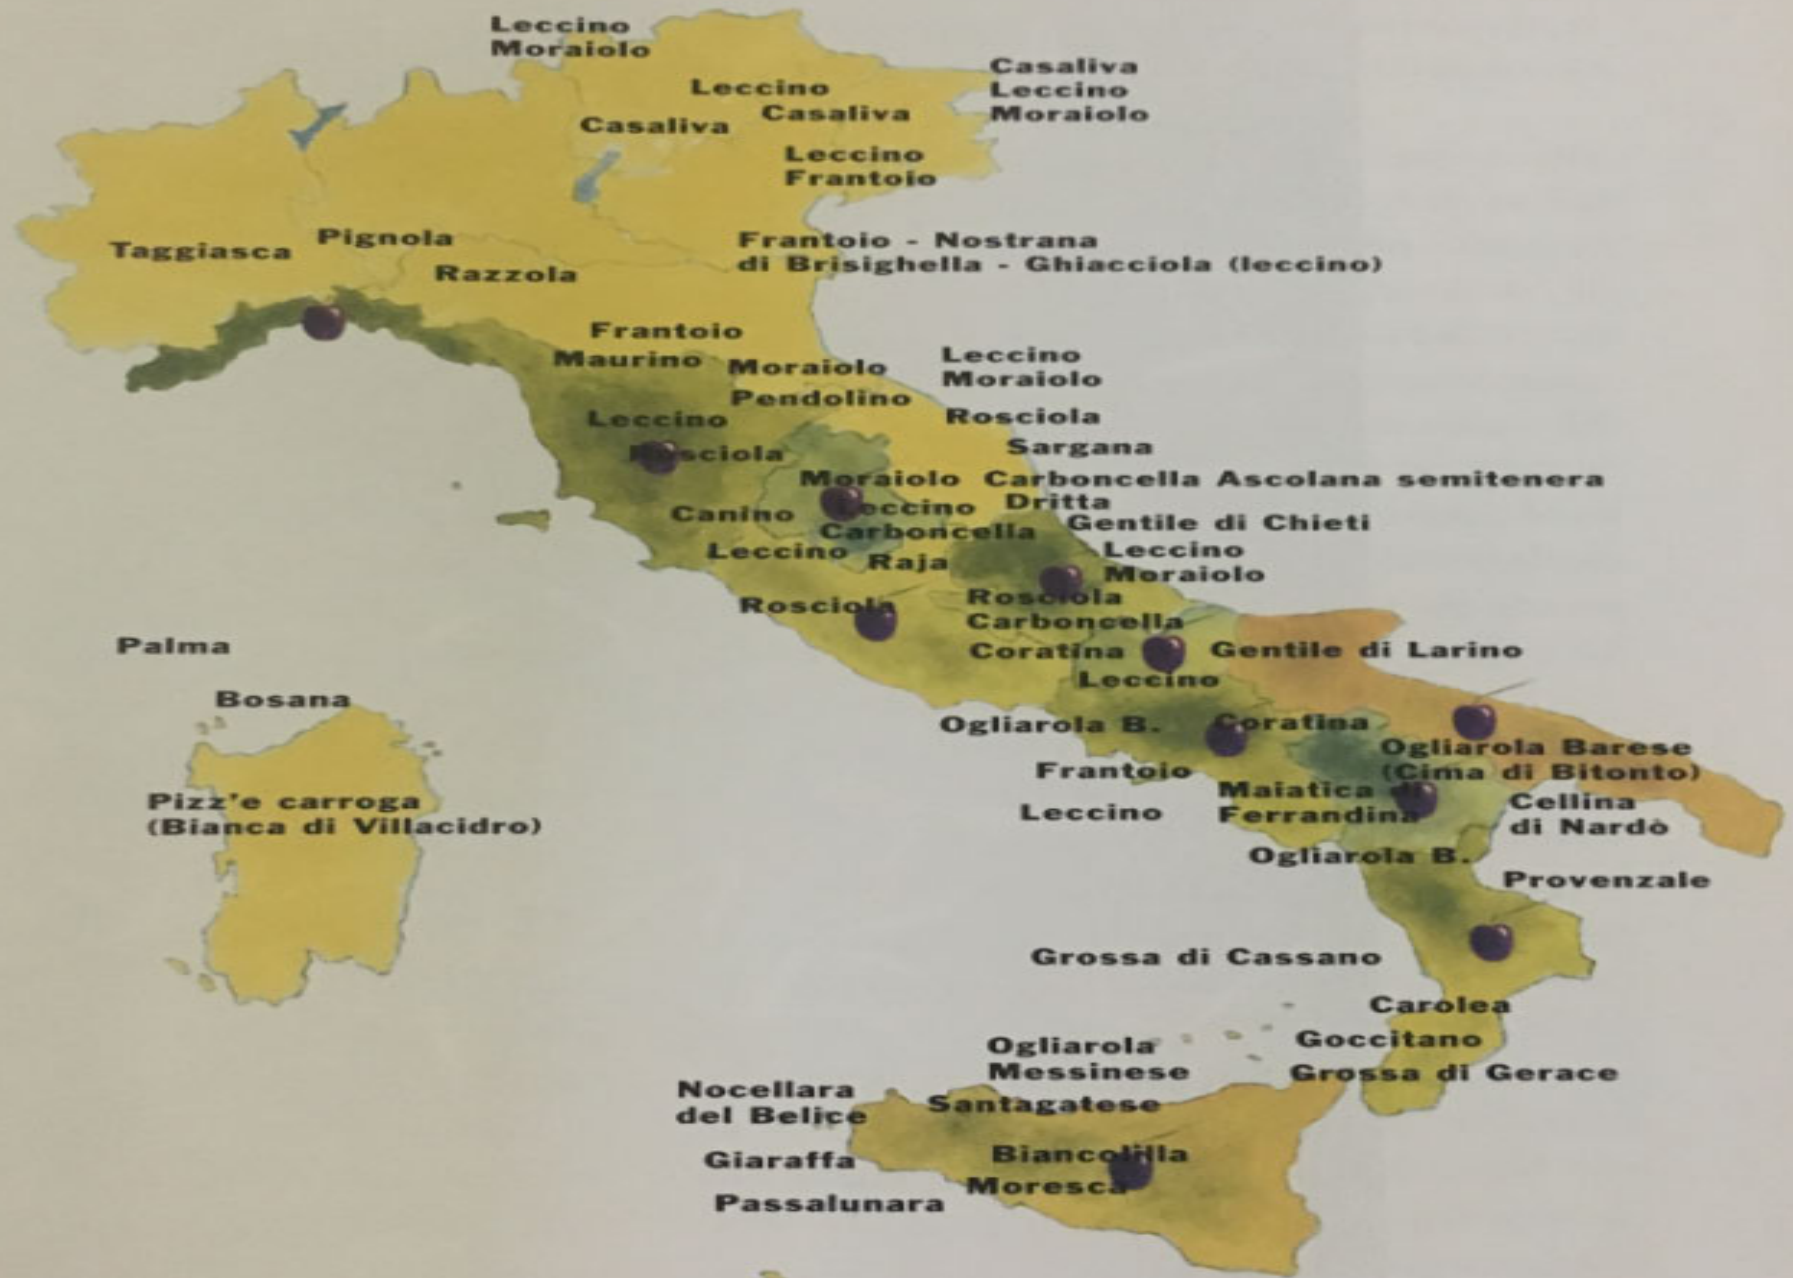 Leccino
Moraiolo
Casaliva
Leccino
Moraiolo
Leccino
Casaliva
Casaliva
Leccino
Frantoio
Taggiasca
Pignola
Razzola
Frantoio - Nostrana
di Brisighella - Ghiacciola (leccino)
Frantoio
Maurino
Moraiolo
Pendolino
Leccino
Rosciola
Leccino
Moraiolo
Rosciola
Sargana
Carboncella Ascolana semitenera
Dritta
Gentile di Chieti
Leccino
Moraiolo
Moraiolo
Leccino
Carboncella
Canino
Leccino
Raja
Rosciola
Rosciola
Carboncella
Coratina
Gentile di Larino
Leccino
Palma
Bosana
Pizz'e carroga
(Bianca di Villacidro)
Ogliarola B.
Coratina
Ogliarola Barese
(Cima di Bitonto)
Frantoio
Leccino
Maiatica di
Ferrandina
Cellina
di Nardò
Ogliarola B.
Provenzale
Grossa di Cassano
Carolea
Goccitano
Grossa di Gerace
Ogliarola
Messinese
Nocellara
del Belice
Santagatese
Giaraffa
Biancolilla
Moresca
Passalunara